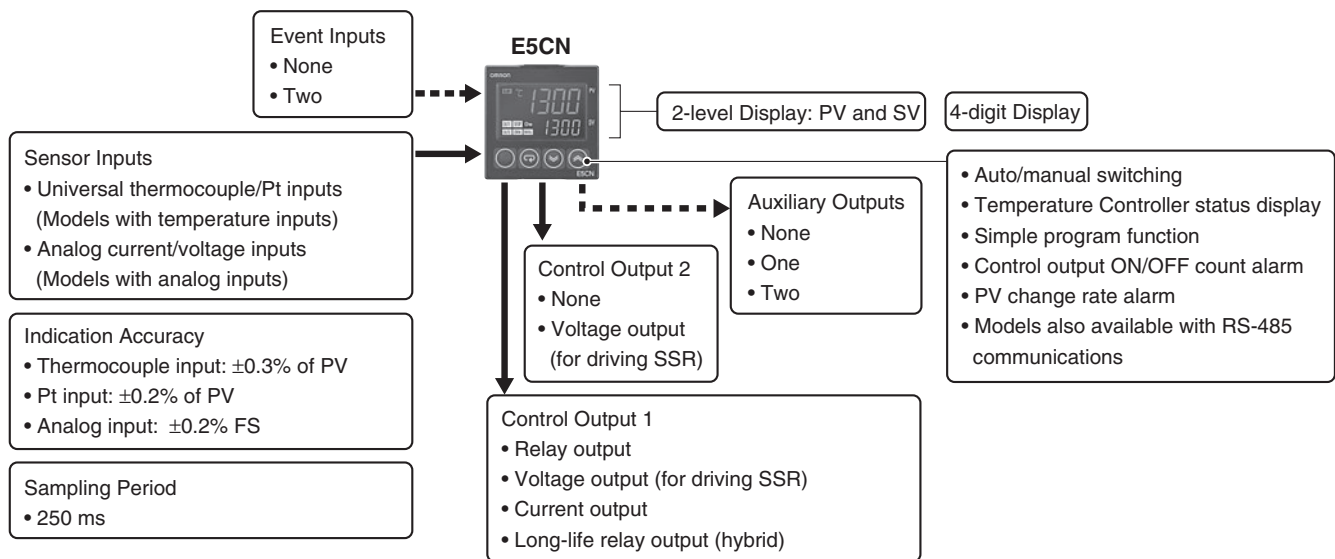 Event Inputs
• None
• Two
E5CN
OMRON
°C
1300
PV
1300
SV
E5CN
2-level Display: PV and SV
4-digit Display
Sensor Inputs
• Universal thermocouple/Pt inputs
(Models with temperature inputs)
• Analog current/voltage inputs
(Models with analog inputs)
Indication Accuracy
• Thermocouple input: ±0.3% of PV
• Pt input: ±0.2% of PV
• Analog input: ±0.2% FS
Sampling Period
• 250 ms
Control Output 2
• None
• Voltage output
(for driving SSR)
Auxiliary Outputs
• None
• One
• Two
• Auto/manual switching
• Temperature Controller status display
• Simple program function
• Control output ON/OFF count alarm
• PV change rate alarm
• Models also available with RS-485
communications
Control Output 1
• Relay output
• Voltage output (for driving SSR)
• Current output
• Long-life relay output (hybrid)